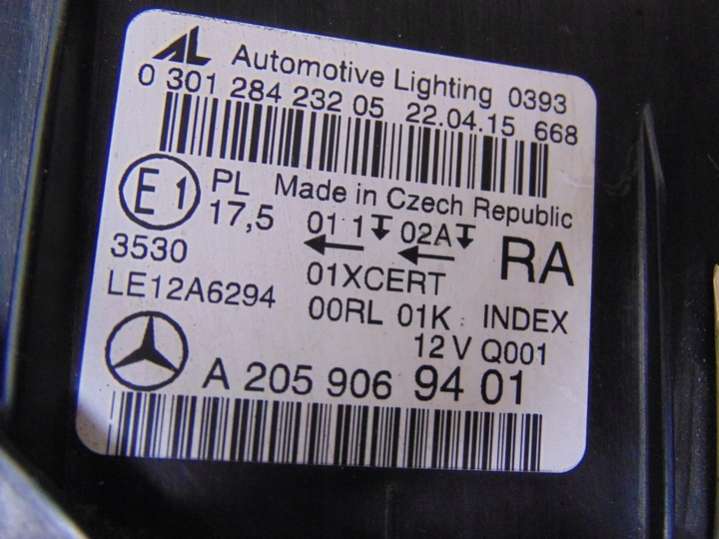 AL Automotive Lighting 0393
0 301 284 232 05 22.04.15 668
E1 PL Made in Czech Republic
17,5 01 1 02A
3530 RA
01XCERT
LE12A6294
00RL 01K INDEX
12 V Q001
A 205 906 94 01